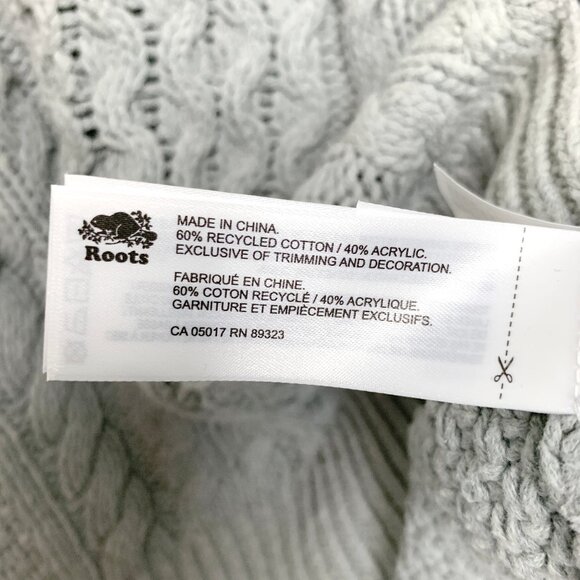 Roots
MADE IN CHINA.
60% RECYCLED COTTON / 40% ACRYLIC.
EXCLUSIVE OF TRIMMING AND DECORATION.
FABRIQUÉ EN CHINE.
60% COTON RECYCLÉ / 40% ACRYLIQUE.
GARNITURE ET EMPIÈCEMENT EXCLUSIFS.
CA 05017 RN 89323